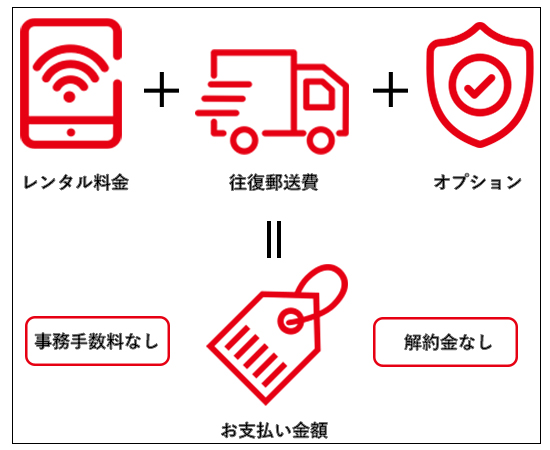 レンタル料金
往復郵送費
オプション
事務手数料なし
解約金なし
お支払い金額